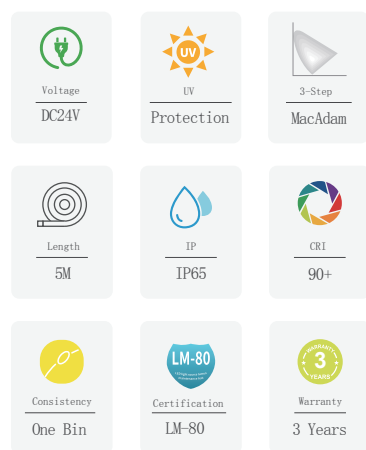 UV
Voltage
UV
3-Step
DC24V
Protection
MacAdam
Length
IP
CRI
5M
IP65
90+
LM-80
WARRANTY
3
YEARS
Consistency
Certification
Warranty
One Bin
LM-80
3 Years